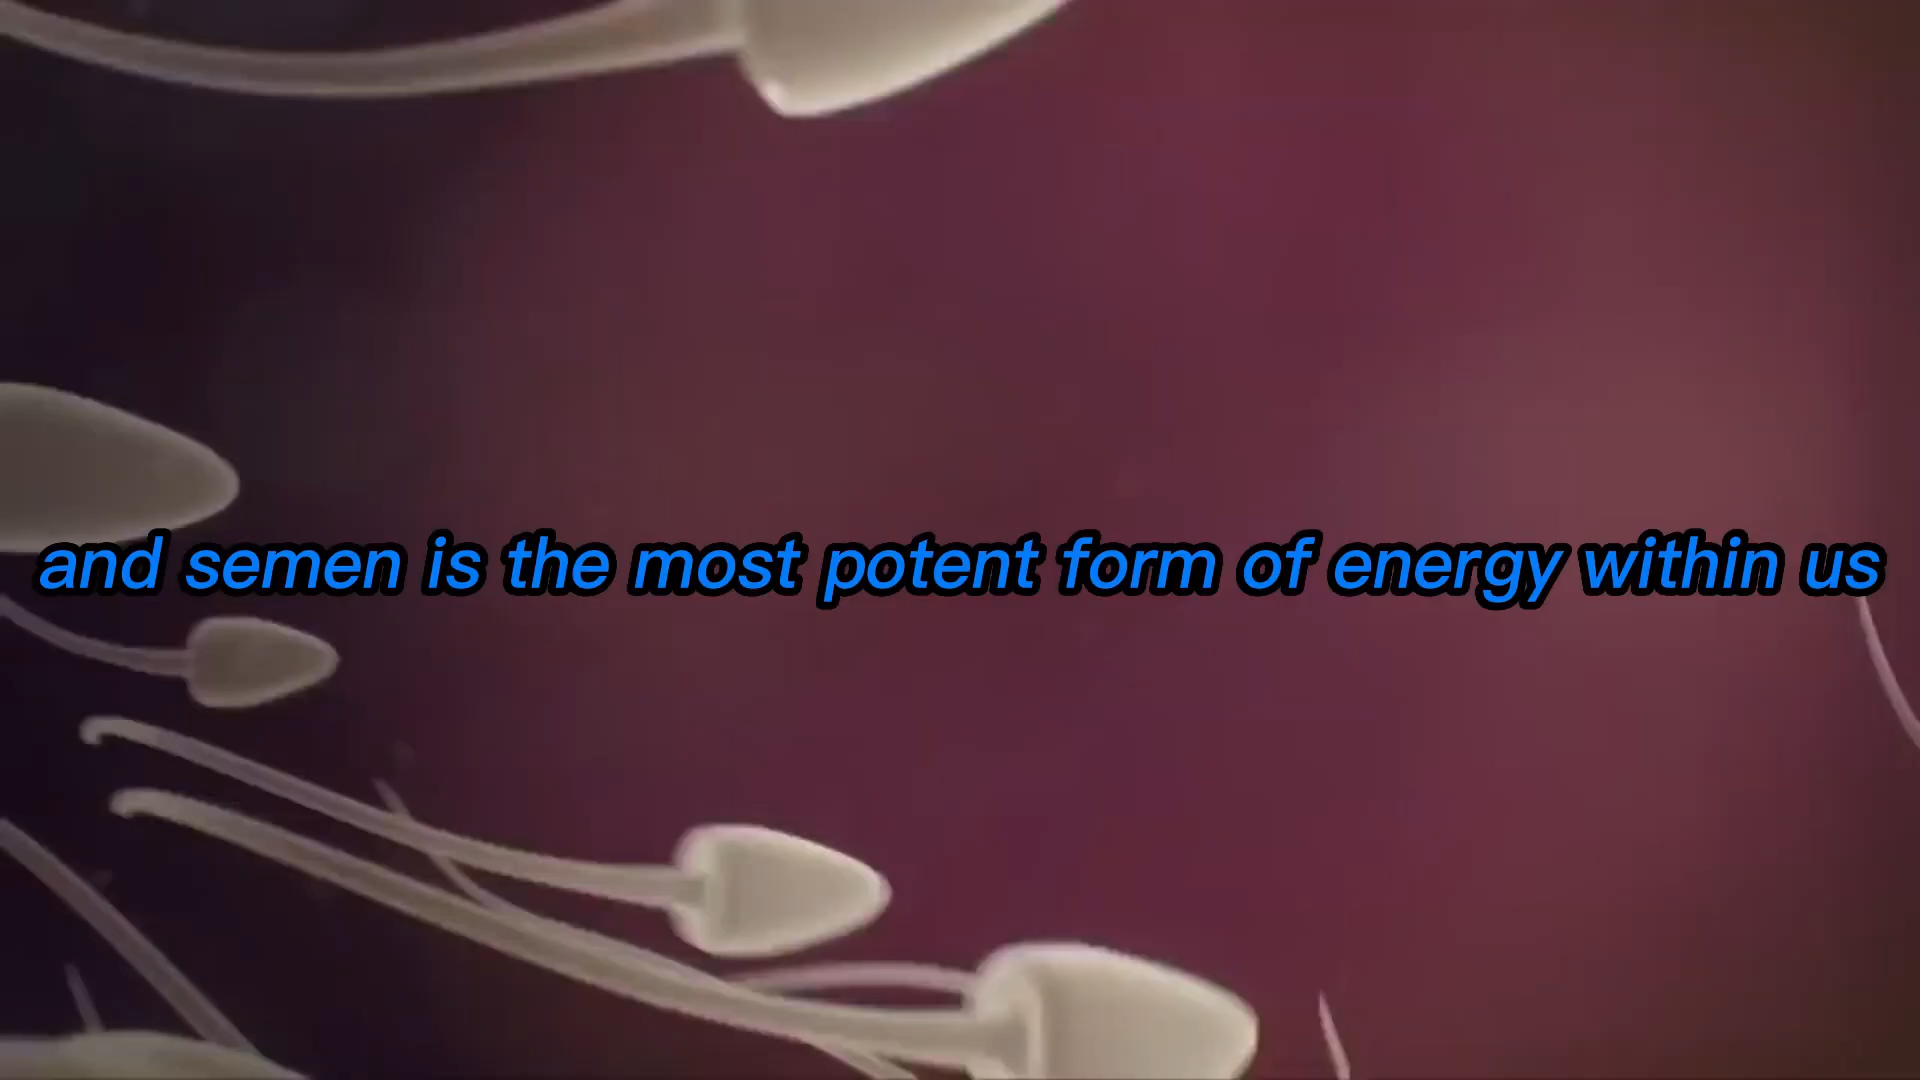 and semen is the most potent form of energy within us